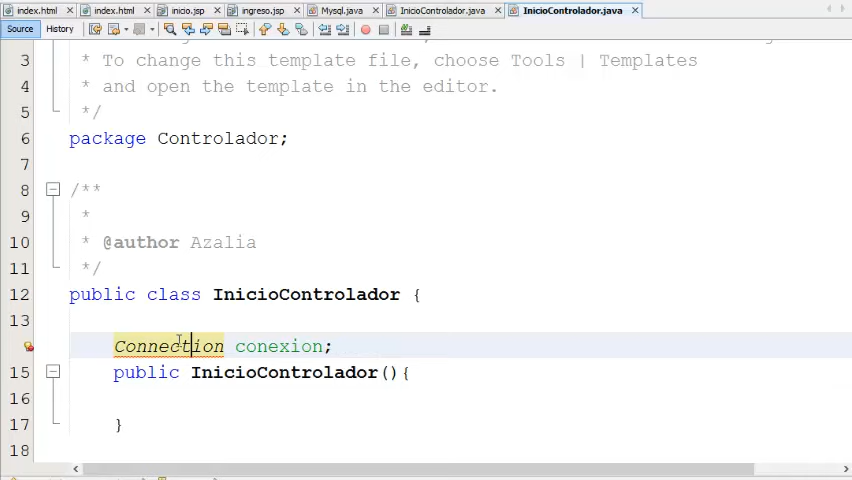 index.html index.html inicio.jsp ingreso.jsp Mysql.java InicioControlador.java InicioControlador.java
Source History
3 * To change this template file, choose Tools | Templates
4 * and open the template in the editor.
5 */
6 package Controlador;
7
8 /**
9 *
10 * @author Azalia
11 */
12 public class InicioControlador {
13
Connection conexion;
15 public InicioControlador(){
16
17 }
18